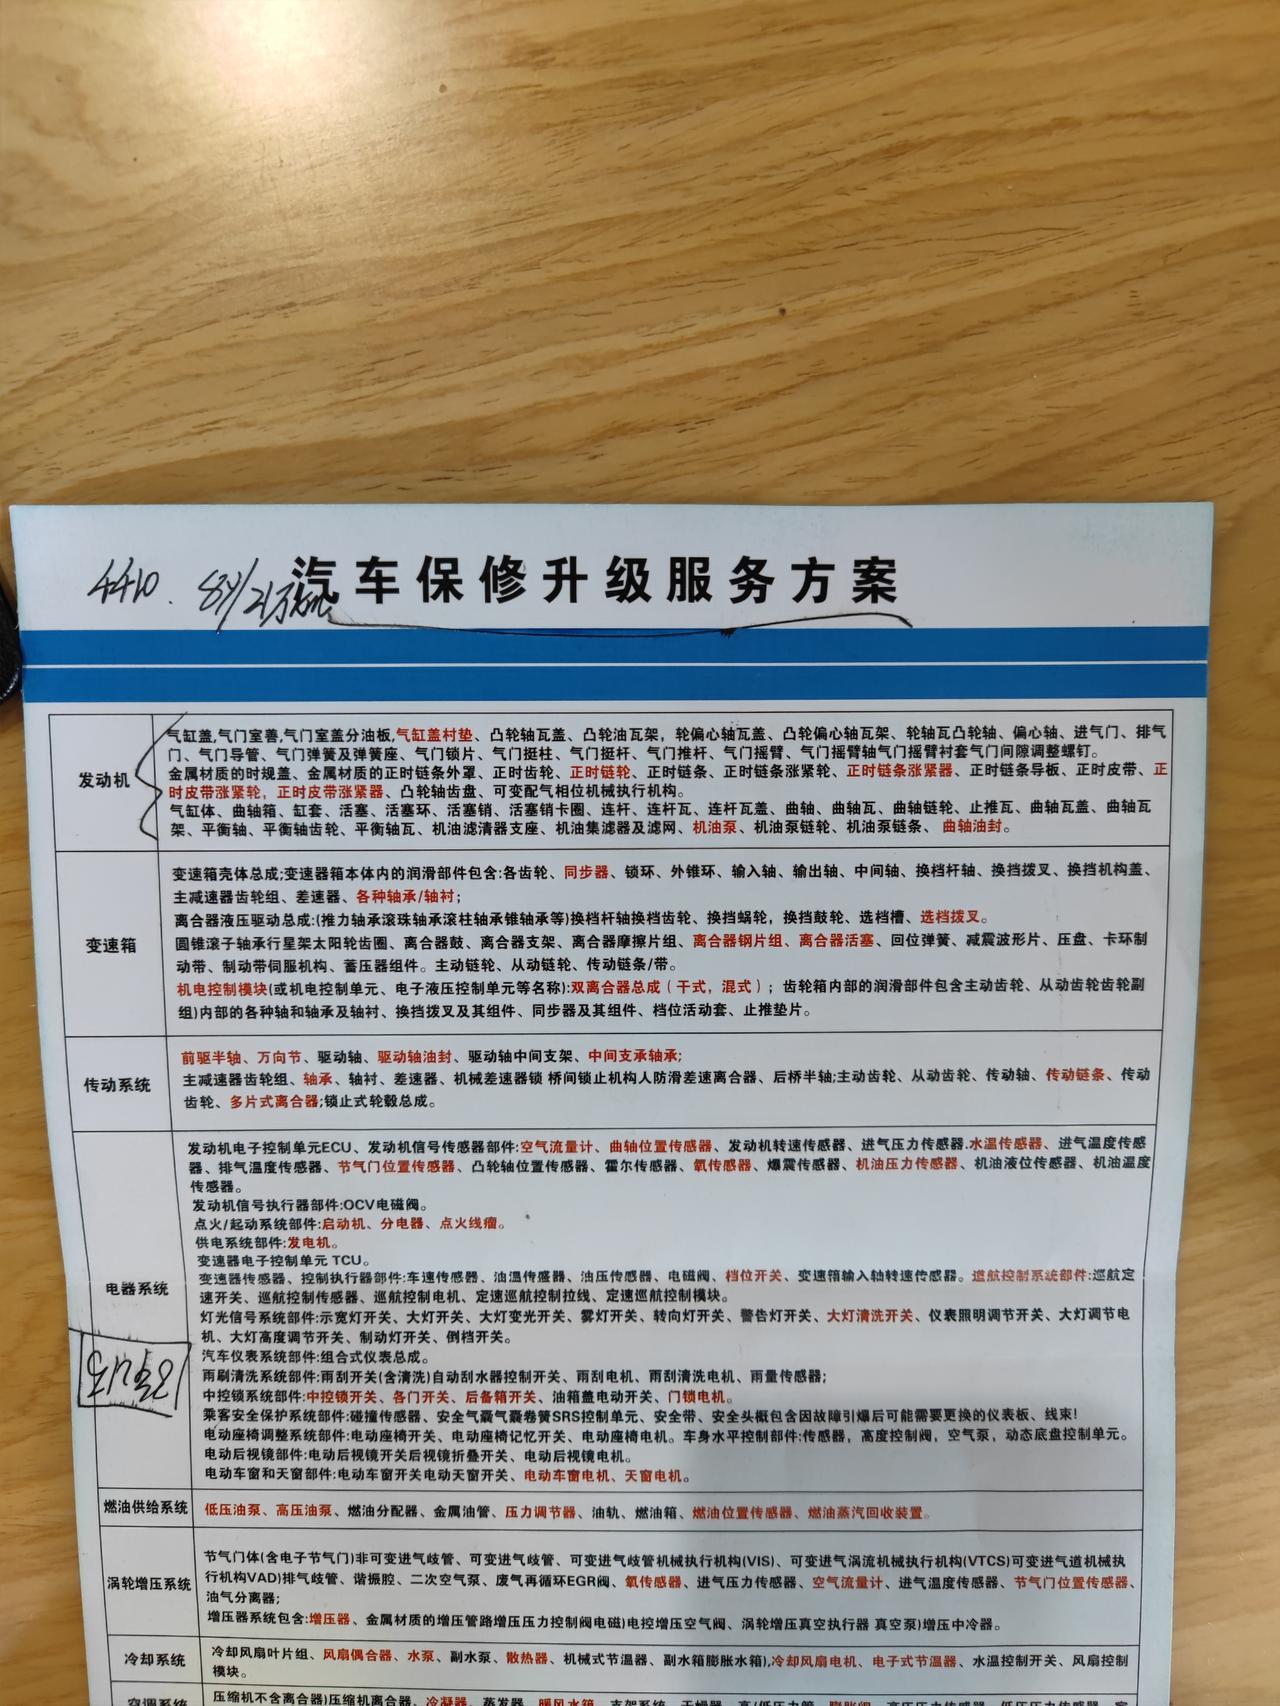 汽车保修升级服务方案
4410. 8Y/21万km
发动机
气缸盖,气门室善,气门室盖分油板,气缸盖村垫、凸轮轴瓦盖、凸轮油瓦架，轮偏心轴瓦盖、凸轮偏心轴瓦架、轮轴瓦凸轮轴、偏心轴、进气门、排气
门、气门导管、气门弹簧及弹簧座、气门锁片、气门挺柱、气门挺杆、气门推杆、气门摇臂、气门摇臂轴气门摇臂衬套气门间隙调整螺钉。
金属材质的时规盖、金属材质的正时链条外罩、正时齿轮、正时链轮、正时链条、正时链条涨紧轮、正时链条涨紧器、正时链条导板、正时皮带、正
时皮带涨紧轮，正时皮带涨紧器、凸轮轴齿盘、可变配气相位机械执行机构。
气缸体、曲轴箱、缸套、活塞、活塞环、活塞销、活塞销卡圈、连杆、连杆瓦、连杆瓦盖、曲轴、曲轴瓦、曲轴链轮、止推瓦、曲轴瓦盖、曲轴瓦
架、平衡轴、平衡轴齿轮、平衡轴瓦、机油滤清器支座、机油集滤器及滤网、机油泵、机油泵链轮、机油泵链条、曲轴油封。
变速箱
变速箱壳体总成;变速器箱本体内的润滑部件包含:各齿轮、同步器、锁环、外锥环、输入轴、输出轴、中间轴、换档杆轴、换挡拨叉、换挡机构盖、
主减速器齿轮组、差速器、各种轴承/轴衬;
离合器液压驱动总成:(推力轴承滚珠轴承滚柱轴承锥轴承等)换档杆轴换档齿轮、换挡蜗轮，换挡鼓轮、选档槽、选档拨叉。
圆锥滚子轴承行星架太阳轮齿圈、离合器鼓、离合器支架、离合器摩擦片组、离合器钢片组、离合器活塞、回位弹簧、减震波形片、压盘、卡环制
动带、制动带伺服机构、蓄压器组件。主动链轮、从动链轮、传动链条/带。
机电控制模块(或机电控制单元、电子液压控制单元等名称):双离合器总成（干式，混式）; 齿轮箱内部的润滑部件包含主动齿轮、从动齿轮齿轮副
组)内部的各种轴和轴承及轴衬、换挡拨叉及其组件、同步器及其组件、档位活动套、止推垫片。
传动系统
前驱半轴、万向节、驱动轴、驱动轴油封、驱动轴中间支架、中间支承轴承;
主减速器齿轮组、轴承、轴衬、差速器、机械差速器锁 桥间锁止机构人防滑差速离合器、后桥半轴;主动齿轮、从动齿轮、传动轴、传动链条、传动
齿轮、多片式离合器;锁止式轮毂总成。
电器系统
发动机电子控制单元ECU、发动机信号传感器部件:空气流量计、曲轴位置传感器、发动机转速传感器、进气压力传感器.水温传感器、进气温度传感
器、排气温度传感器、节气门位置传感器、凸轮轴位置传感器、霍尔传感器、氧传感器、爆震传感器、机油压力传感器、机油液位传感器、机油温度
传感器。
发动机信号执行器部件:OCV电磁阀。
点火/起动系统部件:启动机、分电器、点火线瘤。
供电系统部件:发电机。
变速器电子控制单元 TCU。
变速器传感器、控制执行器部件:车速传感器、油温传感器、油压传感器、电磁阀、档位开关、变速箱输入轴转速传感器。巡航控制系统部件:巡航定
速开关、巡航控制传感器、巡航控制电机、定速巡航控制拉线、定速巡航控制模块。
灯光信号系统部件:示宽灯开关、大灯开关、大灯变光开关、雾灯开关、转向灯开关、警告灯开关、大灯清洗开关、仪表照明调节开关、大灯调节电
机、大灯高度调节开关、制动灯开关、倒档开关。
汽车仪表系统部件:组合式仪表总成。
雨刷清洗系统部件:雨刮开关(含清洗)自动刮水器控制开关、雨刮电机、雨刮清洗电机、雨量传感器;
中控锁系统部件:中控锁开关、各门开关、后备箱开关、油箱盖电动开关、门锁电机。
乘客安全保护系统部件:碰撞传感器、安全气囊气囊卷簧SRS控制单元、安全带、安全头概包含因故障引爆后可能需要更换的仪表板、线束!
电动座椅调整系统部件:电动座椅开关、电动座椅记忆开关、电动座椅电机。车身水平控制部件:传感器，高度控制阀，空气泵，动态底盘控制单元。
电动后视镜部件:电动后视镜开关后视镜折叠开关、电动后视镜电机。
电动车窗和天窗部件:电动车窗开关电动天窗开关、电动车窗电机、天窗电机。
燃油供给系统
低压油泵、高压油泵、燃油分配器、金属油管、压力调节器、油轨、燃油箱、燃油位置传感器、燃油蒸汽回收装置。
涡轮增压系统
节气门体(含电子节气门)非可变进气歧管、可变进气歧管、可变进气歧管机械执行机构(VIS)、可变进气涡流机械执行机构(VTCS)可变进气道机械执
行机构VAD)排气歧管、谐振腔、二次空气泵、废气再循环EGR阀、氧传感器、进气压力传感器、空气流量计、进气温度传感器、节气门位置传感器、
油气分离器;
增压器系统包含:增压器、金属材质的增压管路增压压力控制阀电磁)电控增压空气阀、涡轮增压真空执行器 真空泵)增压中冷器。
冷却系统
冷却风扇叶片组、风扇偶合器、水泵、副水泵、散热器、机械式节温器、副水箱膨胀水箱),冷却风扇电机、电子式节温器、水温控制开关、风扇控制
模块。
空调系统
压缩机不含离合器)压缩机离合器、冷凝器、蒸发器、暖风水箱、支架系统、干燥器、高/低压力管、膨胀阀、高压压力传感器、低压压力传感器、室